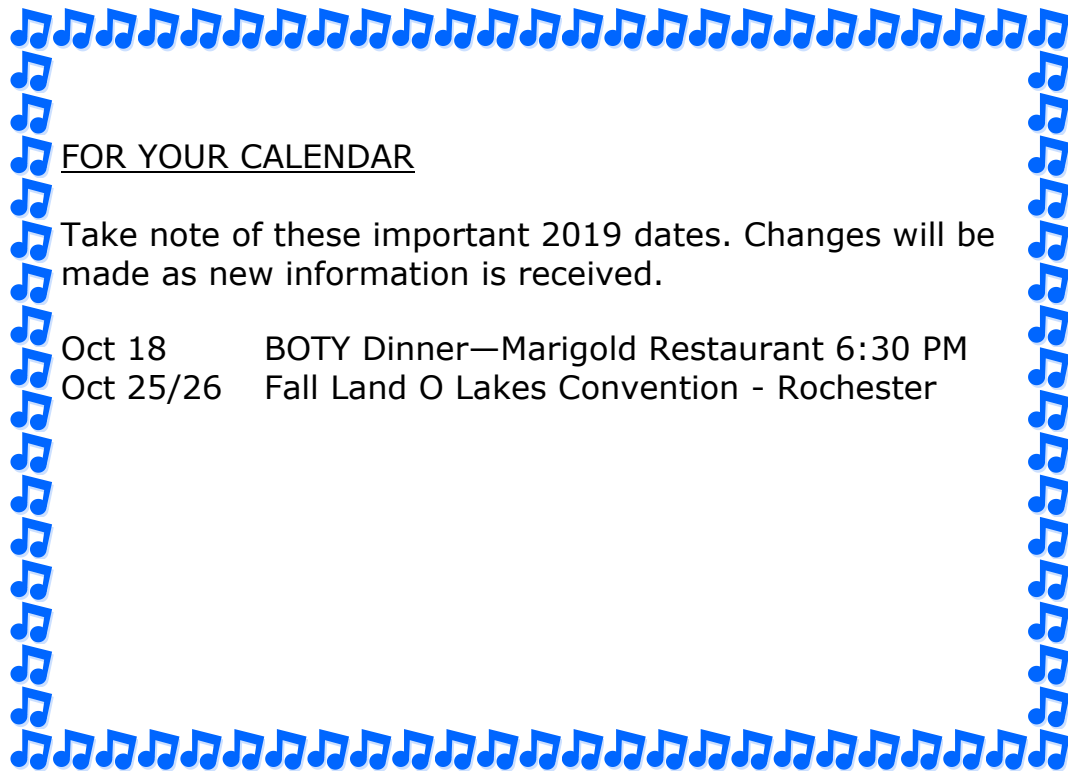 FOR YOUR CALENDAR
Take note of these important 2019 dates. Changes will be
made as new information is received.
Oct 18 BOTY Dinner—Marigold Restaurant 6:30 PM
Oct 25/26 Fall Land O Lakes Convention - Rochester